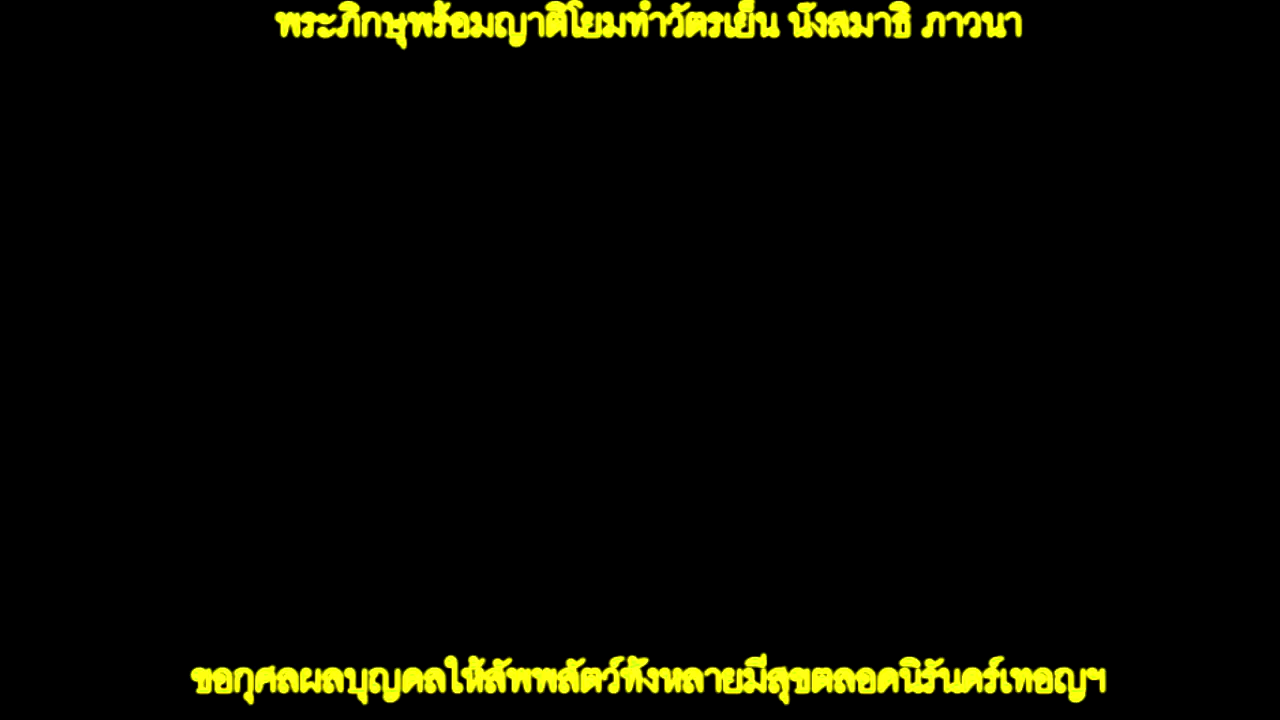 พระภิกษุพร้อมญาติโยมทำวัตรเย็น นั่งสมาธิ ภาวนา
ขอกุศลผลบุญดลให้สัพพสัตว์ทั้งหลายมีสุขตลอดนิรันดร์เทอญฯ